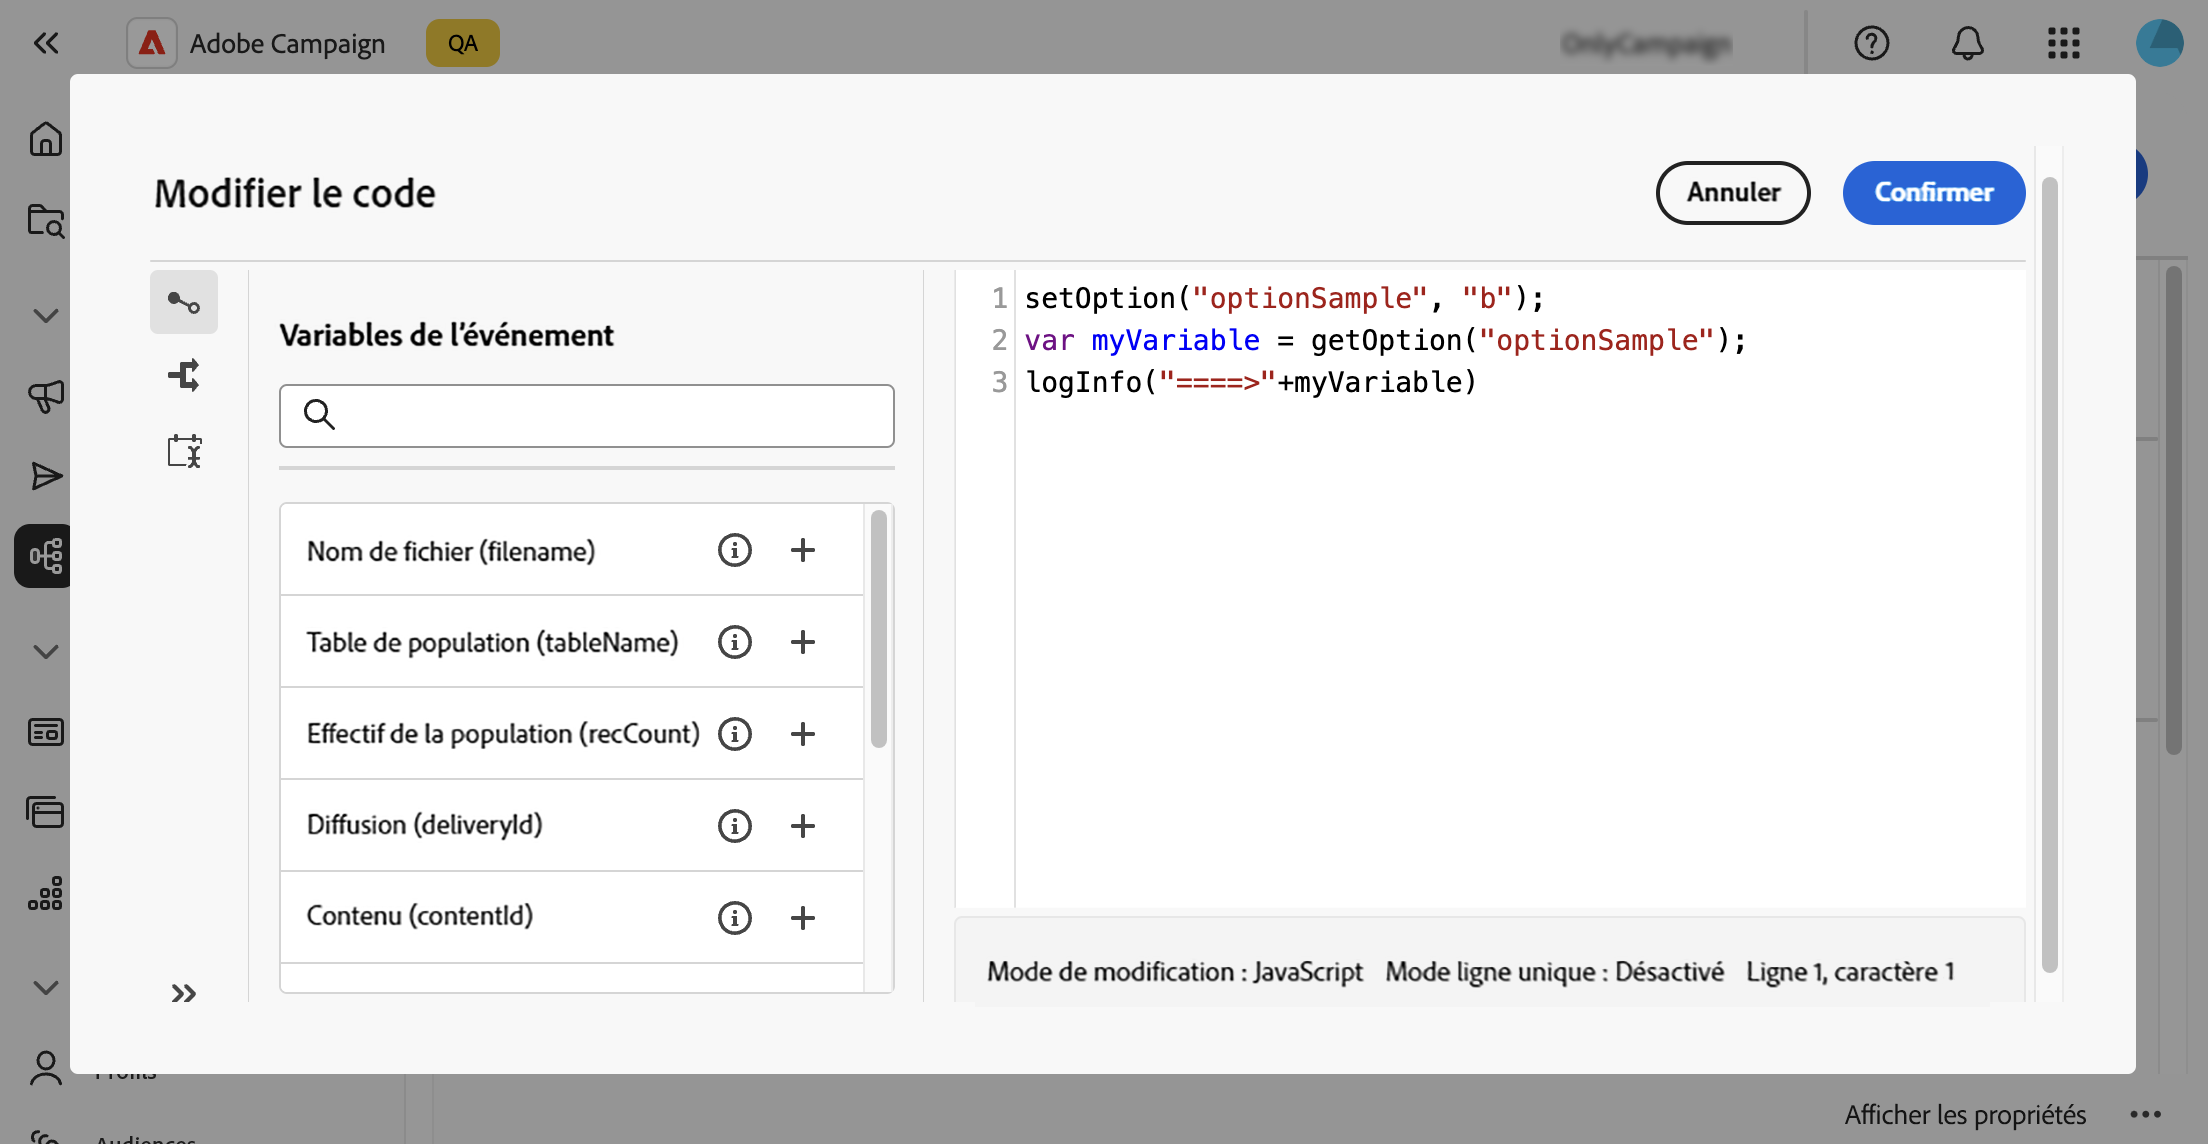 Adobe Campaign
QA
Modifier le code
Annuler
Confirmer
Variables de l'événement
Nom de fichier (filename)
Table de population (tableName)
Effectif de la population (recCount)
Diffusion (deliveryId)
Contenu (contentId)
1 setOption("optionSample", "b");
2 var myVariable = getOption("optionSample");
3 logInfo("====>"+myVariable)
Mode de modification : JavaScript Mode ligne unique : Désactivé Ligne 1, caractère 1
Afficher les propriétés